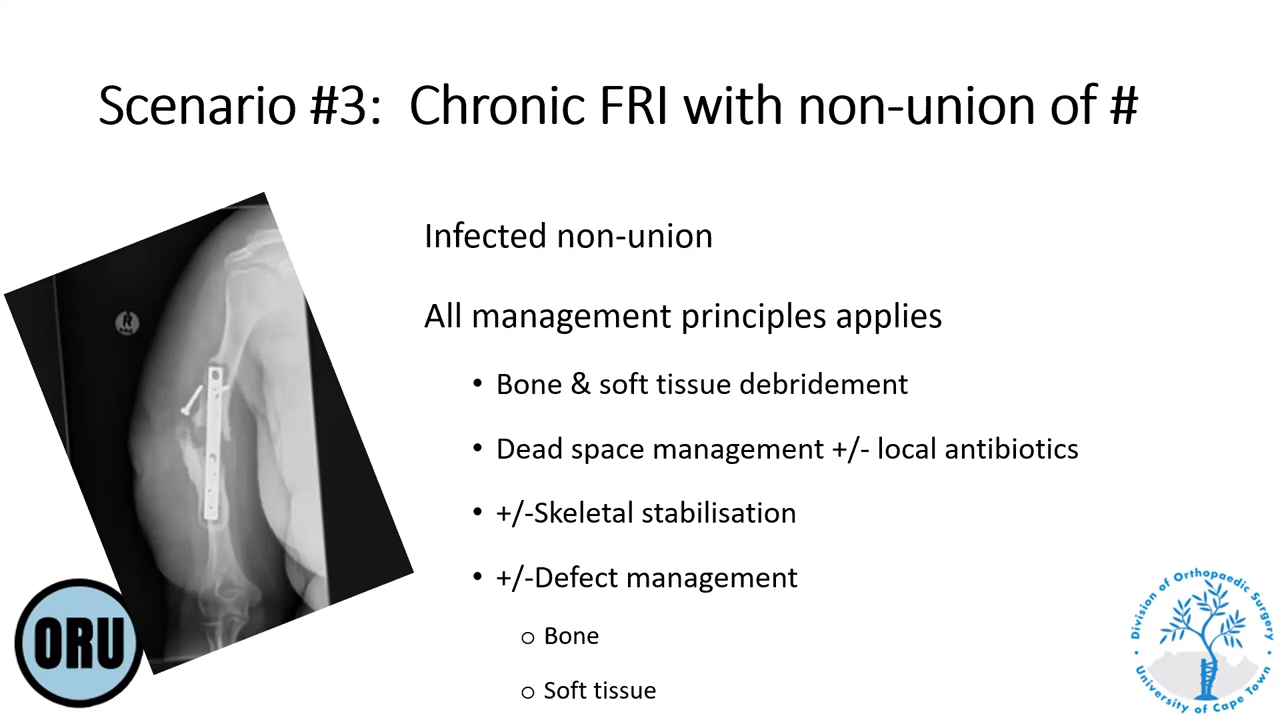 Scenario #3: Chronic FRI with non-union of #
Infected non-union
All management principles applies
• Bone & soft tissue debridement
• Dead space management +/- local antibiotics
• +/-Skeletal stabilisation
• +/-Defect management
o Bone
o Soft tissue
R
ORU
Division of Orthopaedic Surgery
University of Cape Town